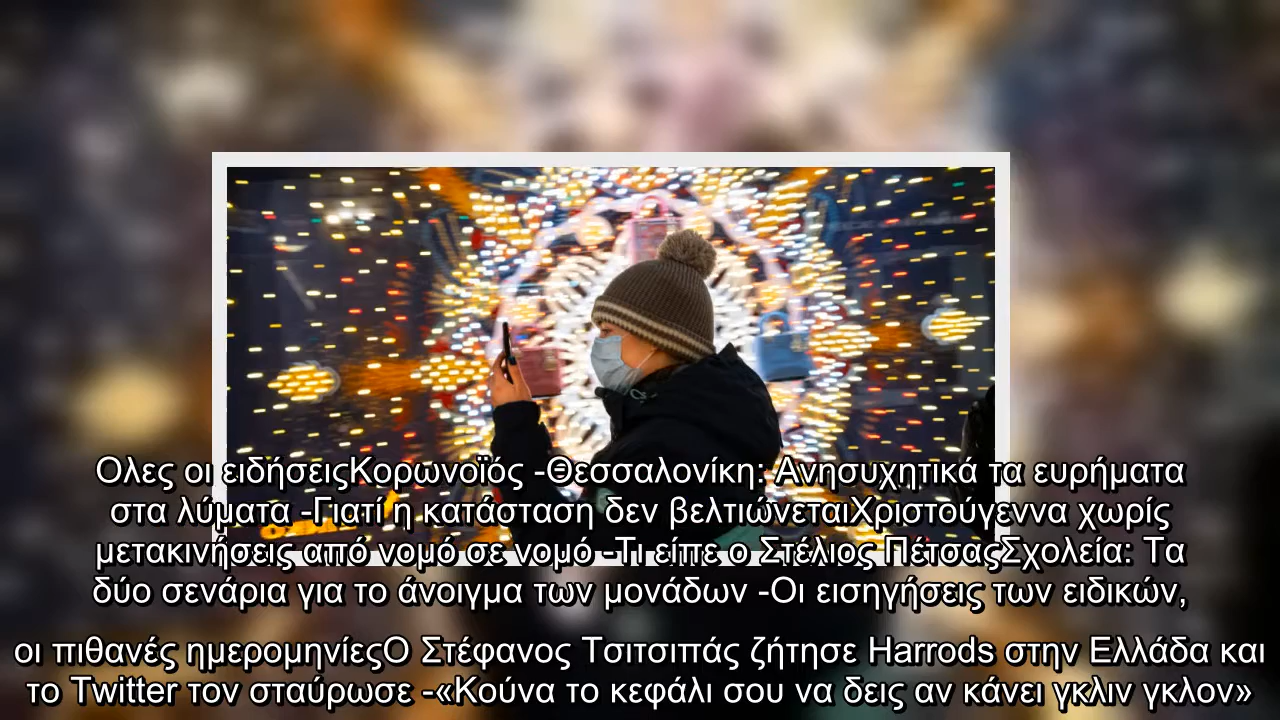 Ολες οι ειδήσειςΚορωνοϊός -Θεσσαλονίκη: Ανησυχητικά τα ευρήματα
στα λύματα -Γιατί η κατάσταση δεν βελτιώνεταιΧριστούγεννα χωρίς
μετακινήσεις από νομό σε νομό -Τι είπε ο Στέλιος ΠέτσαςΣχολεία: Τα
δύο σενάρια για το άνοιγμα των μονάδων -Οι εισηγήσεις των ειδικών,
οι πιθανές ημερομηνίεςΟ Στέφανος Τσιτσιπάς ζήτησε Harrods στην Ελλάδα και
το Twitter τον σταύρωσε -«Κούνα το κεφάλι σου να δεις αν κάνει γκλιν γκλον»